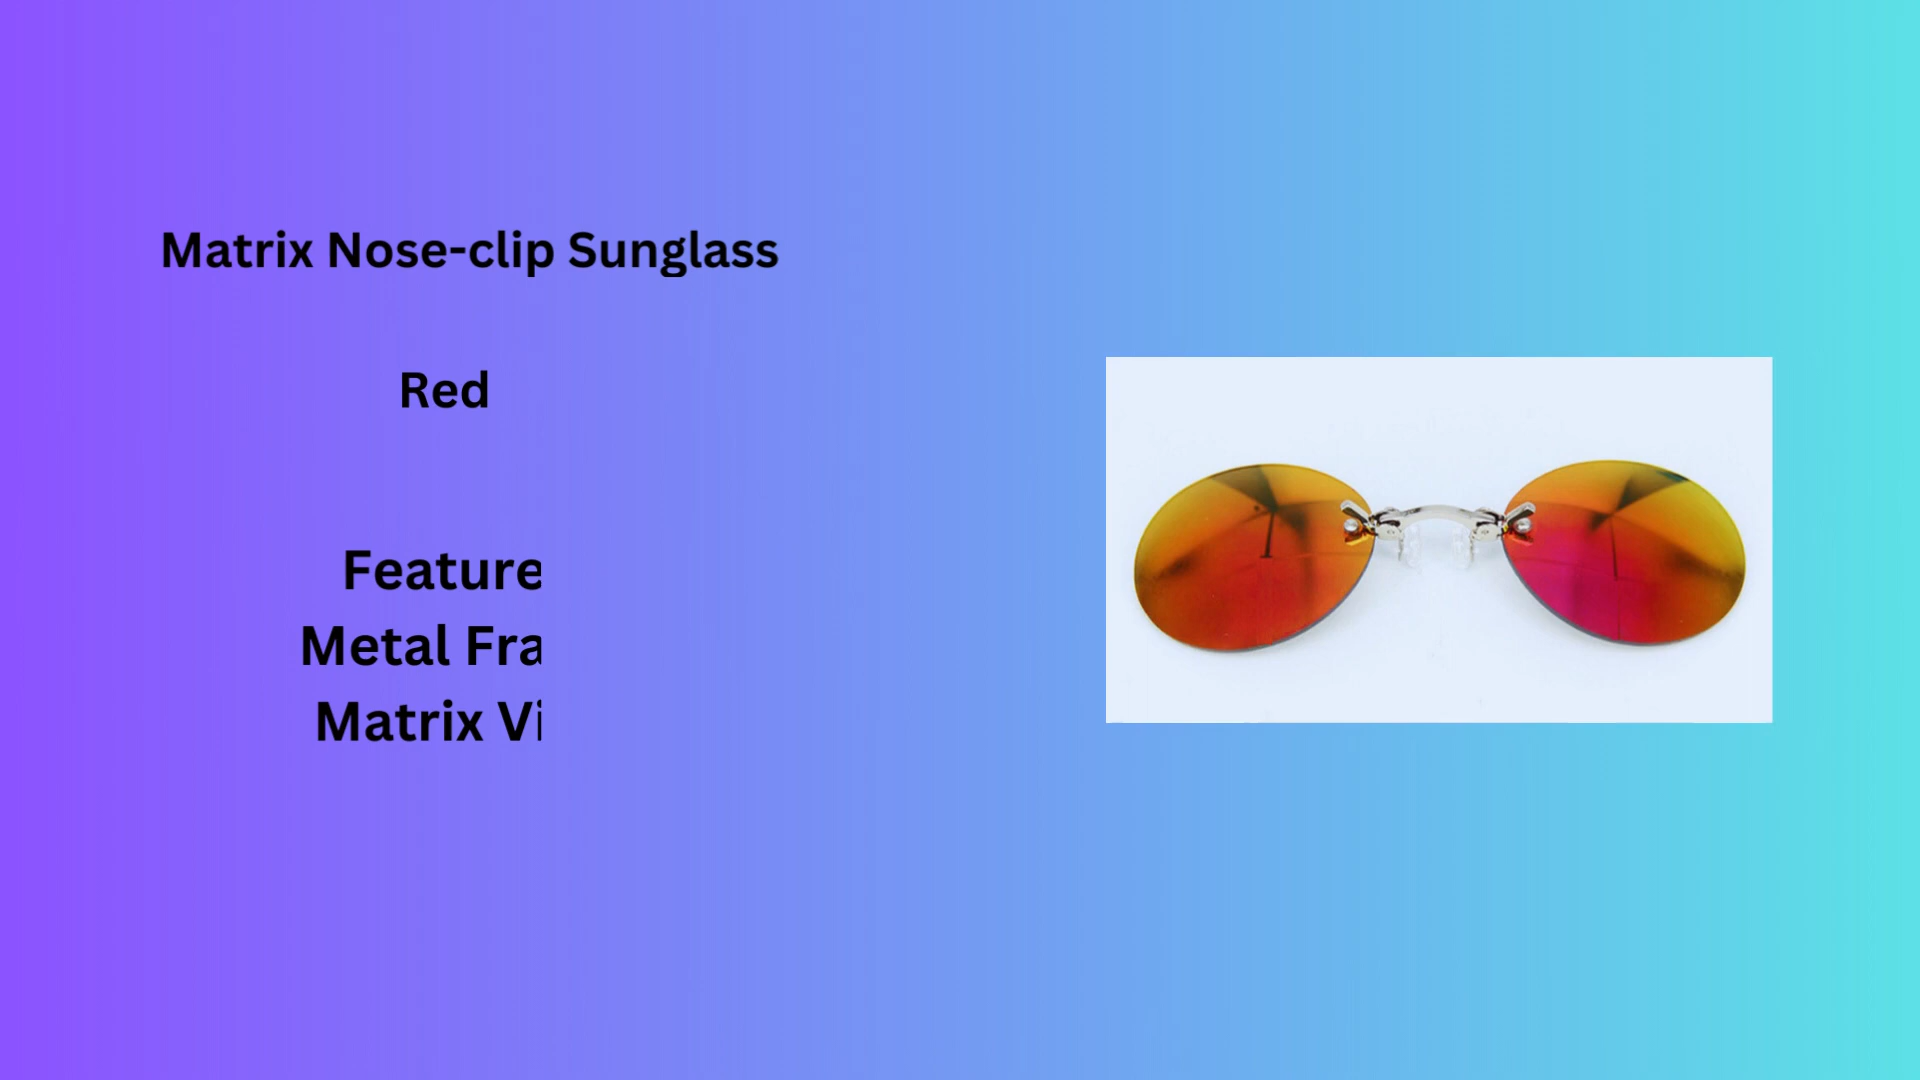 Matrix Nose-clip Sunglass
Red
Feature
Metal Fra
Matrix Vi